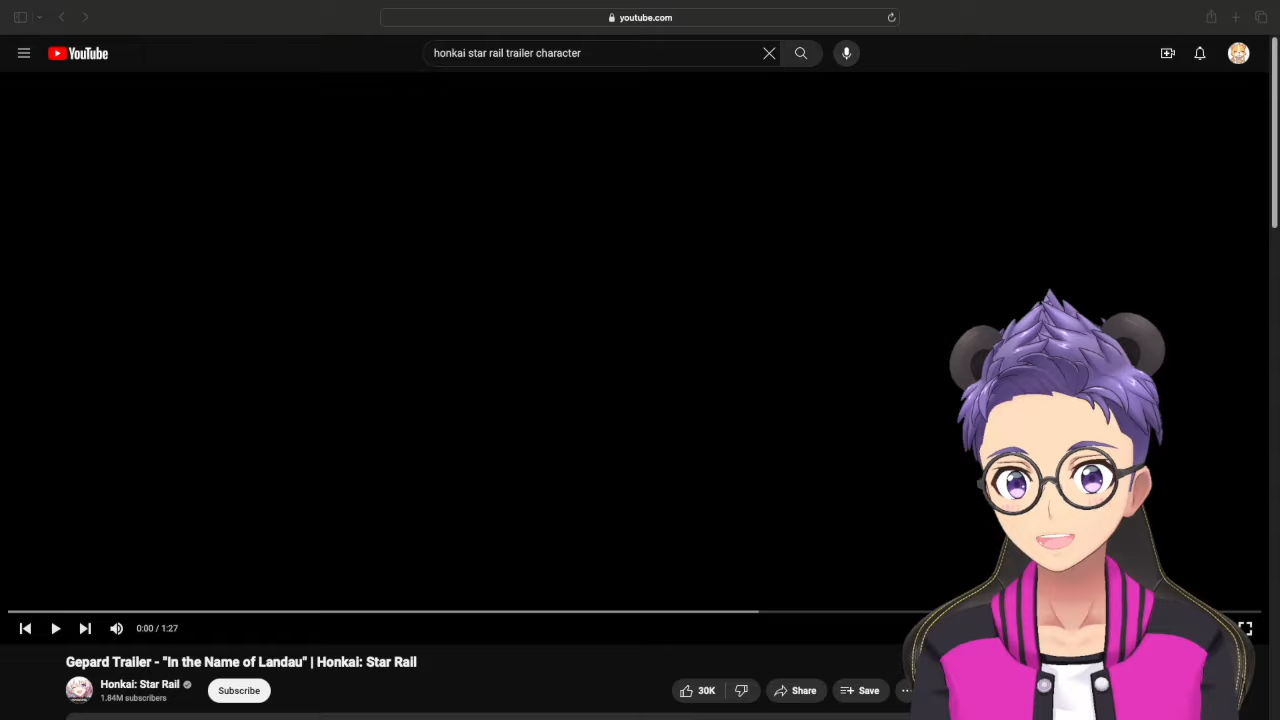 youtube.com
YouTube
honkai star rail trailer character
0:00 / 1:27
Gepard Trailer - "In the Name of Landau" | Honkai: Star Rail
Honkai: Star Rail
1.84M subscribers
Subscribe
30K
Share
Save